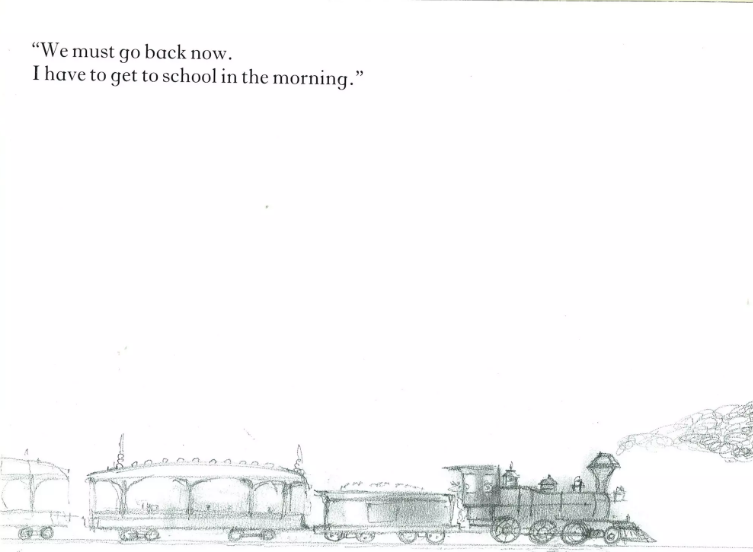 “We must go back now.
I have to get to school in the morning.”